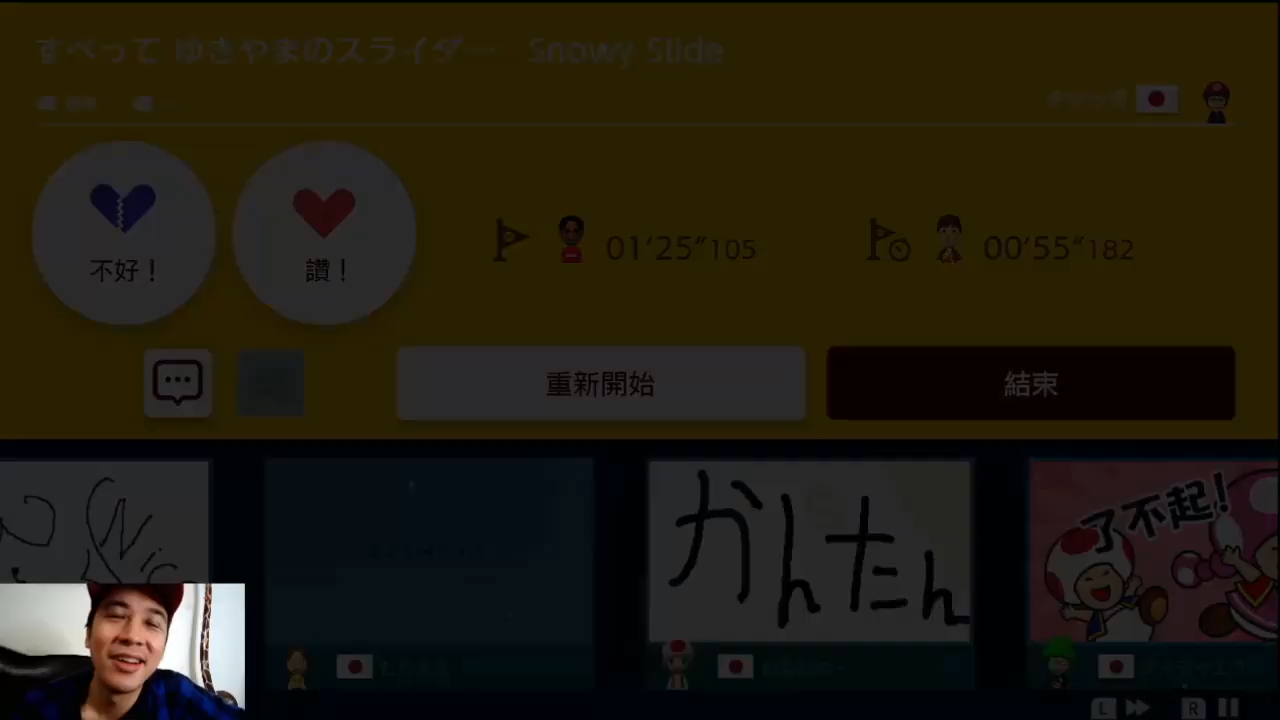 すべって ゆきやまのスライダー Snowy Slide
不好！
讚！
01'25"105
00'55"182
重新開始
結束
かんたん
了不起！
L
R